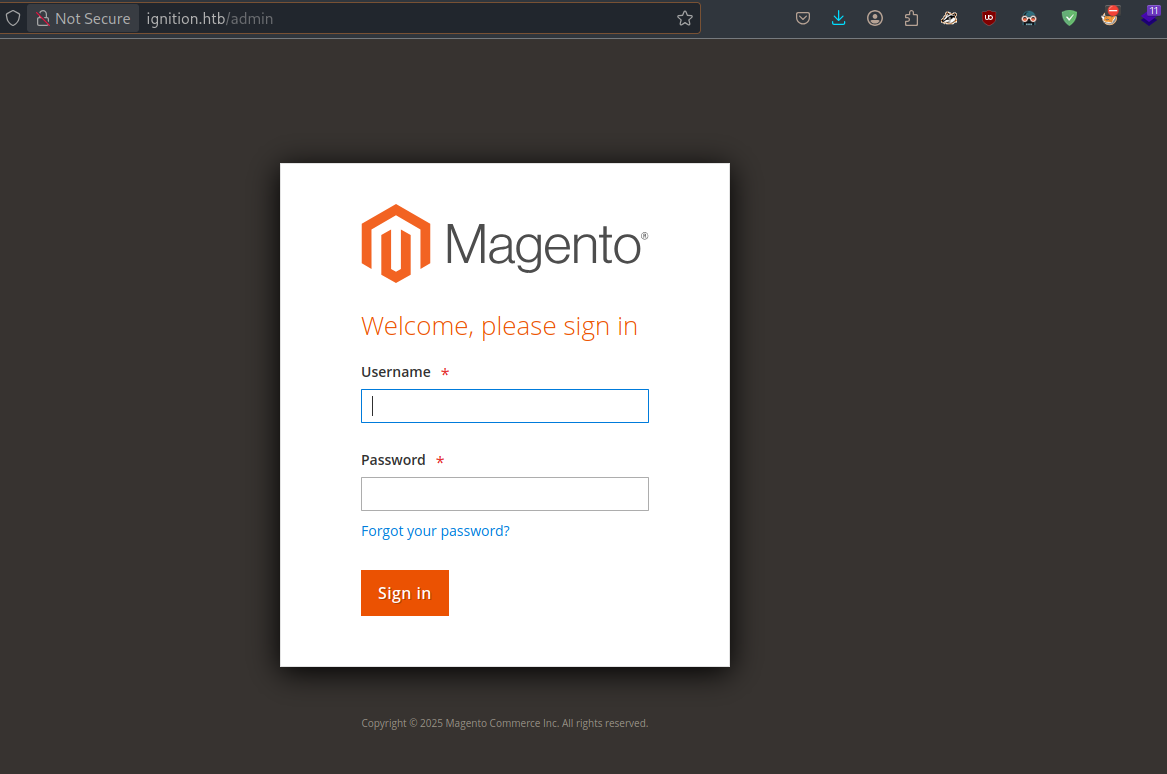 Not Secure ignition.htb/admin
UD
11
Magento®
Welcome, please sign in
Username *
Password *
Forgot your password?
Sign in
Copyright © 2025 Magento Commerce Inc. All rights reserved.